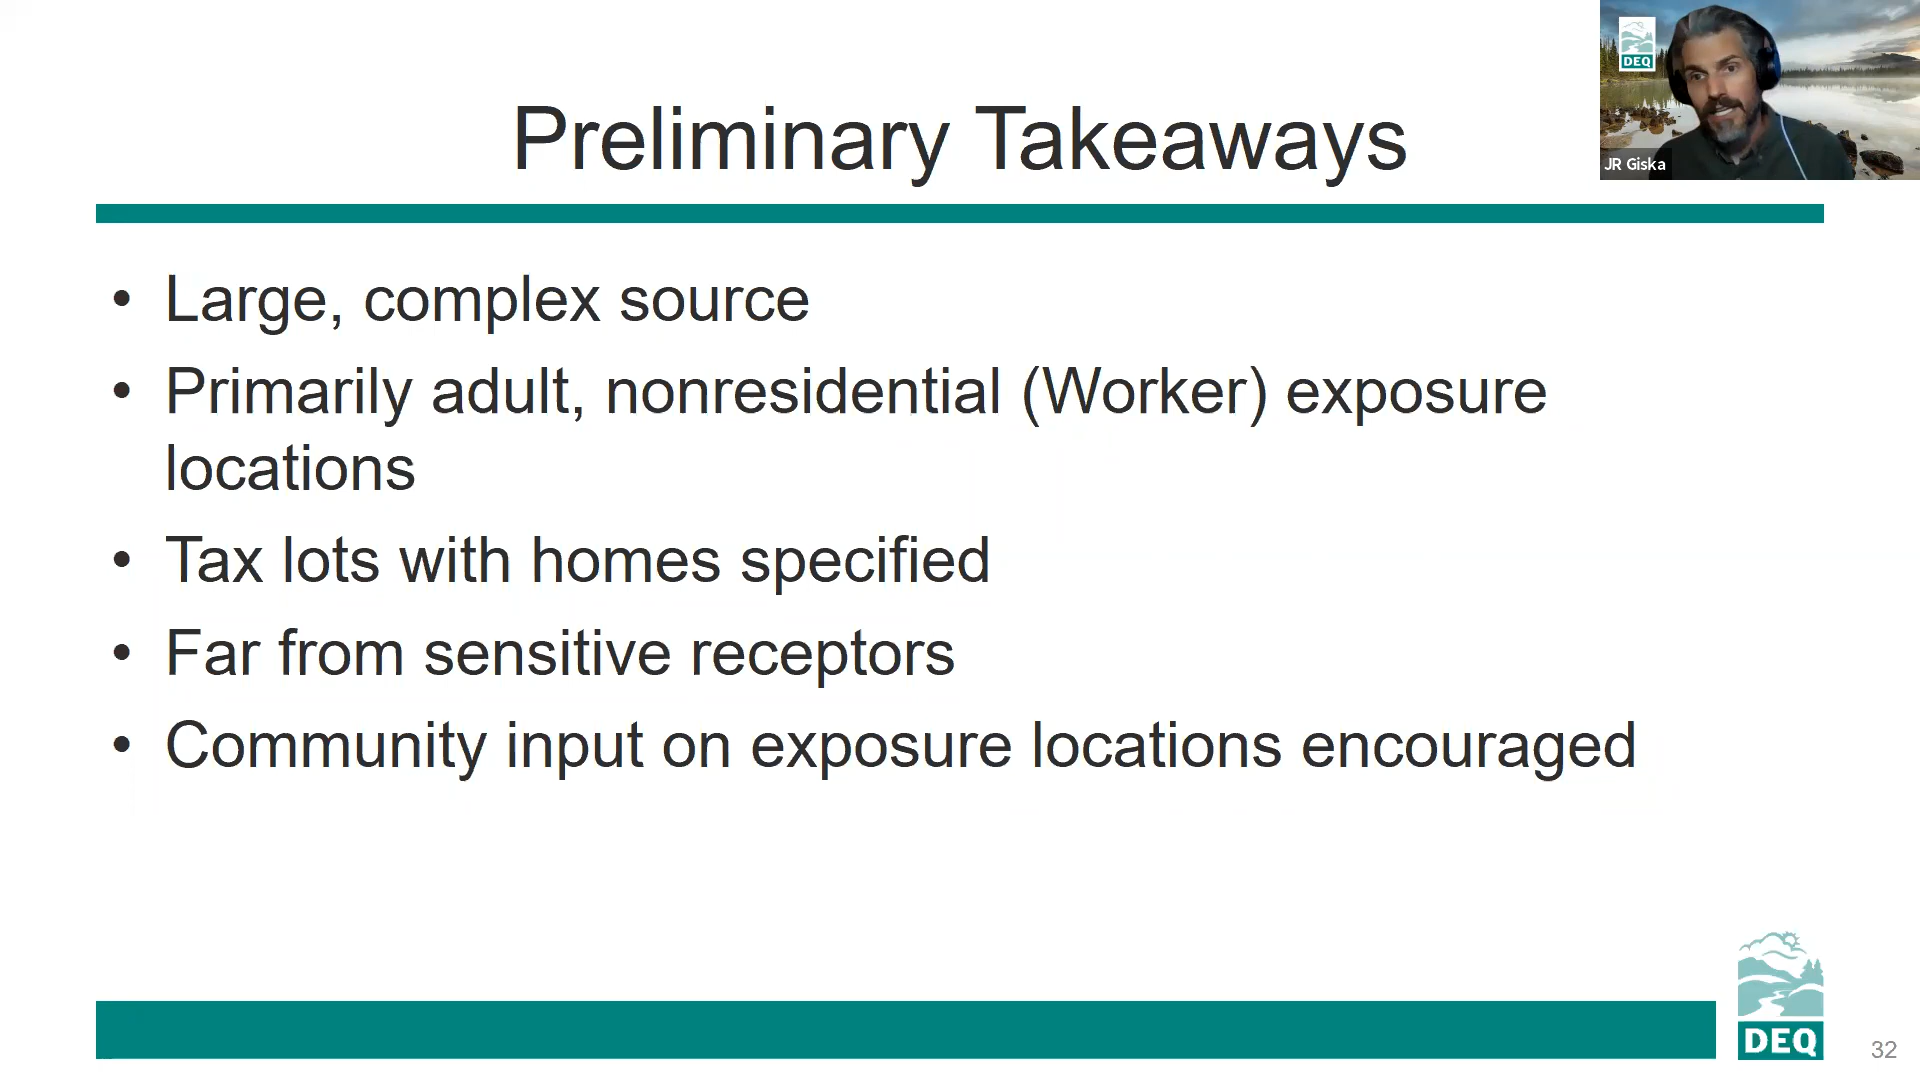 DEQ
JR Giska
Preliminary Takeaways
• Large, complex source
• Primarily adult, nonresidential (Worker) exposure
locations
• Tax lots with homes specified
• Far from sensitive receptors
• Community input on exposure locations encouraged
DEQ
32